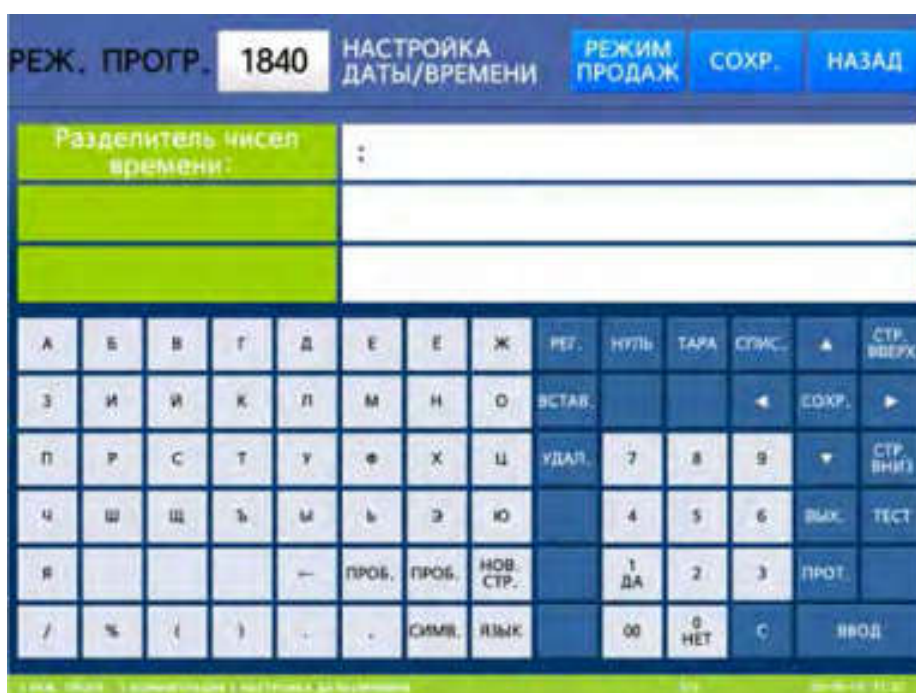 РЕЖ. ПРОГР. 1840 НАСТРОЙКА ДАТЫ/ВРЕМЕНИ РЕЖИМ ПРОДАЖ СОХР. НАЗАД
Разделитель чисел
времени: :
А Б В Г Д Е Ё Ж РЕГ. НУЛЬ ТАРА СПИС. ▲ СТР. ВВЕРХ
З И Й К Л М Н О ВСТАВ. ◄ СОХР. ►
П Р С Т У Ф Х Ц УДАЛ. 7 8 9 ▼ СТР. ВНИЗ
Ч Ш Щ Ъ Ы Ь Э Ю 4 5 6 ВЫХ. ТЕСТ
Я ← ПРОБ. ПРОБ. НОВ. СТР. 1 ДА 2 3 ПРОТ.
/ % ( ) СИМВ. ЯЗЫК 00 0 НЕТ C ВВОД